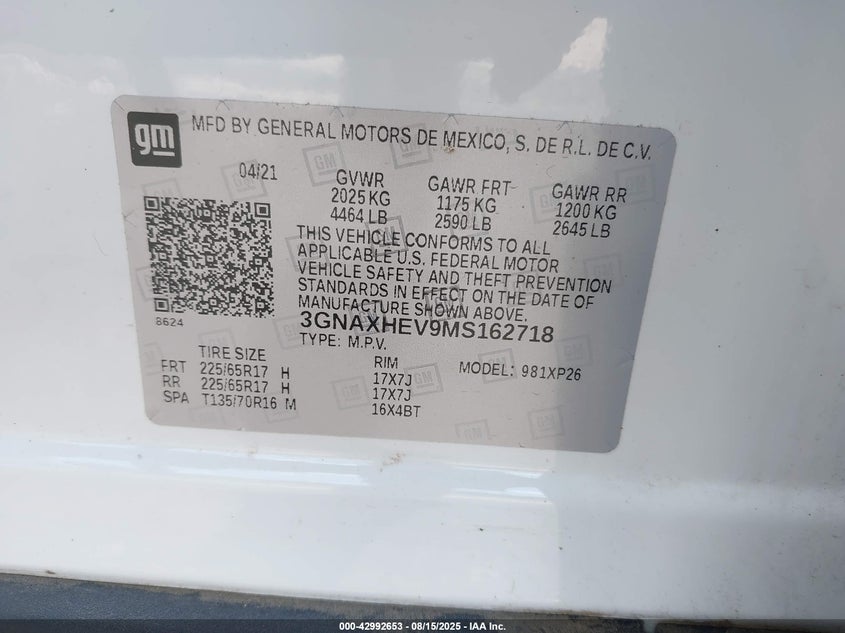 gm
MFD BY GENERAL MOTORS DE MEXICO, S. DE R.L. DE C.V.
04/21
GVWR
2025 KG
4464 LB
GAWR FRT
1175 KG
2590 LB
GAWR RR
1200 KG
2645 LB
THIS VEHICLE CONFORMS TO ALL
APPLICABLE U.S. FEDERAL MOTOR
VEHICLE SAFETY AND THEFT PREVENTION
STANDARDS IN EFFECT ON THE DATE OF
MANUFACTURE SHOWN ABOVE.
8624
3GNAXHEV9MS162718
TYPE: M.P.V.
TIRE SIZE
RIM
MODEL: 981XP26
FRT 225/65R17 H 17X7J
RR 225/65R17 H 17X7J
SPA T135/70R16 M 16X4BT
000-42992653 - 08/15/2025 - IAA Inc.